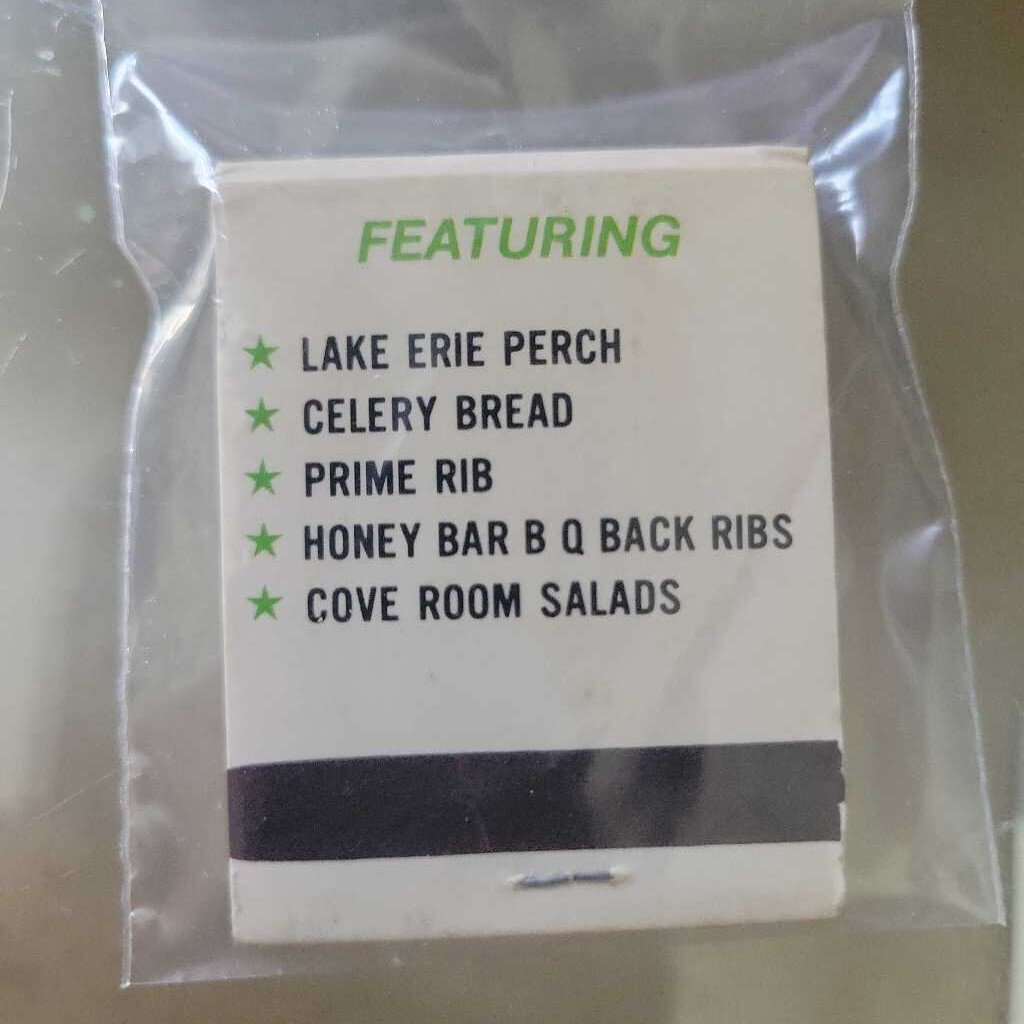 FEATURING
★ LAKE ERIE PERCH
★ CELERY BREAD
★ PRIME RIB
★ HONEY BAR B Q BACK RIBS
★ COVE ROOM SALADS